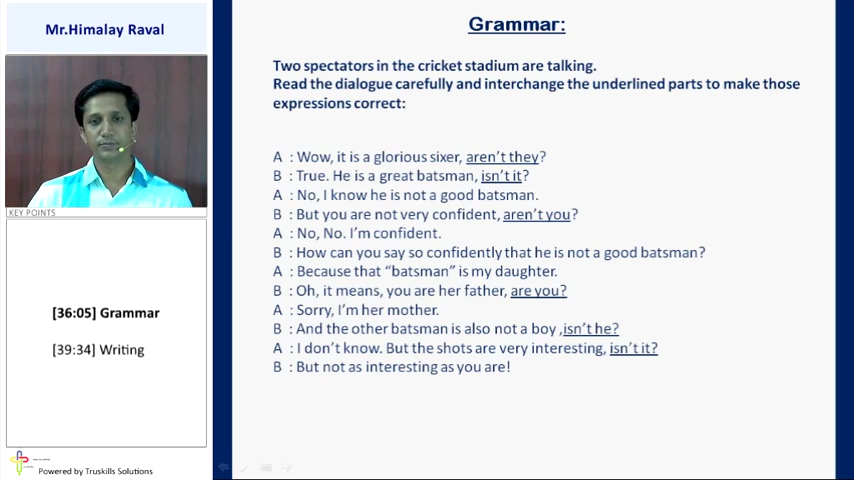 Mr.Himalay Raval
KEY POINTS
[36:05] Grammar
[39:34] Writing
Powered by Truskills Solutions
Grammar:
Two spectators in the cricket stadium are talking.
Read the dialogue carefully and interchange the underlined parts to make those
expressions correct:
A : Wow, it is a glorious sixer, aren't they?
B : True. He is a great batsman, isn't it?
A : No, I know he is not a good batsman.
B : But you are not very confident, aren't you?
A : No, No. I'm confident.
B : How can you say so confidently that he is not a good batsman?
A : Because that "batsman" is my daughter.
B : Oh, it means, you are her father, are you?
A : Sorry, I'm her mother.
B : And the other batsman is also not a boy ,isn't he?
A : I don't know. But the shots are very interesting, isn't it?
B : But not as interesting as you are!